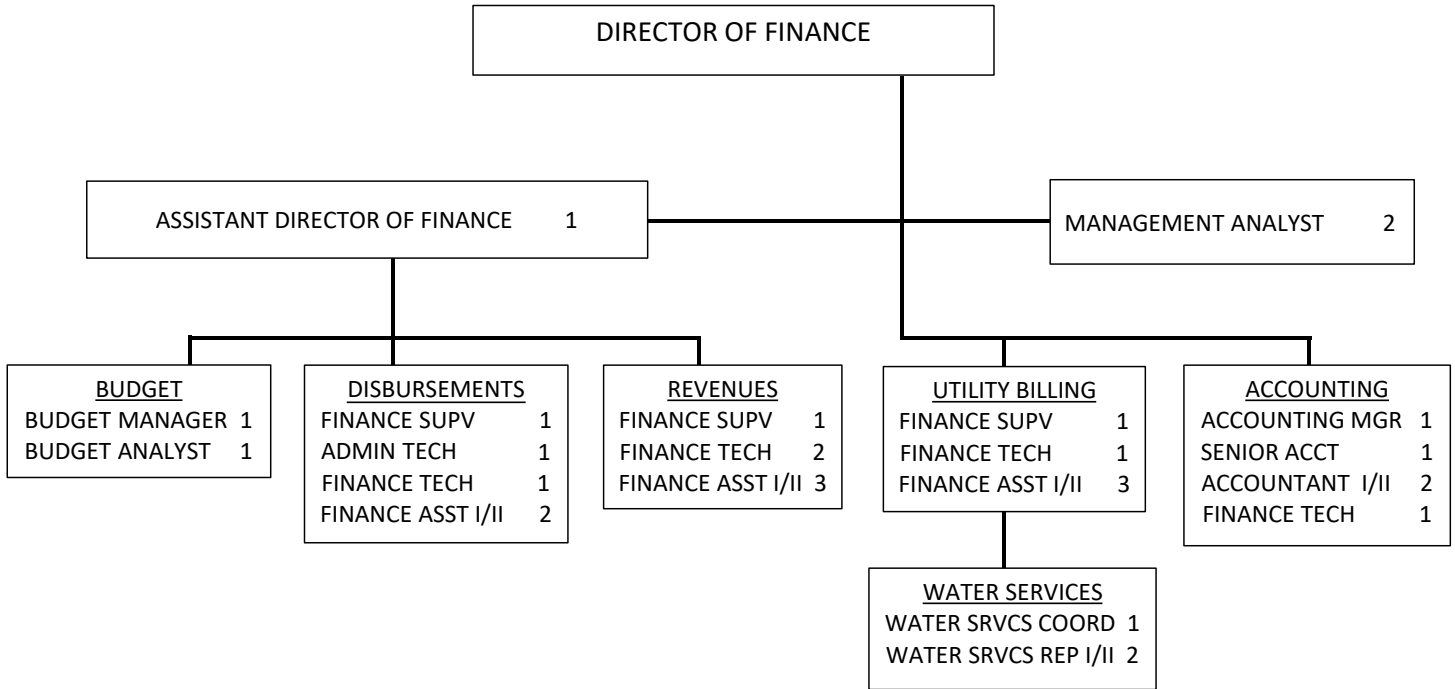 DIRECTOR OF FINANCE
ASSISTANT DIRECTOR OF FINANCE 1
MANAGEMENT ANALYST 2
BUDGET
BUDGET MANAGER 1
BUDGET ANALYST 1
DISBURSEMENTS
FINANCE SUPV 1
ADMIN TECH 1
FINANCE TECH 1
FINANCE ASST I/II 2
REVENUES
FINANCE SUPV 1
FINANCE TECH 2
FINANCE ASST I/II 3
UTILITY BILLING
FINANCE SUPV 1
FINANCE TECH 1
FINANCE ASST I/II 3
ACCOUNTING
ACCOUNTING MGR 1
SENIOR ACCT 1
ACCOUNTANT I/II 2
FINANCE TECH 1
WATER SERVICES
WATER SRVCS COORD 1
WATER SRVCS REP I/II 2